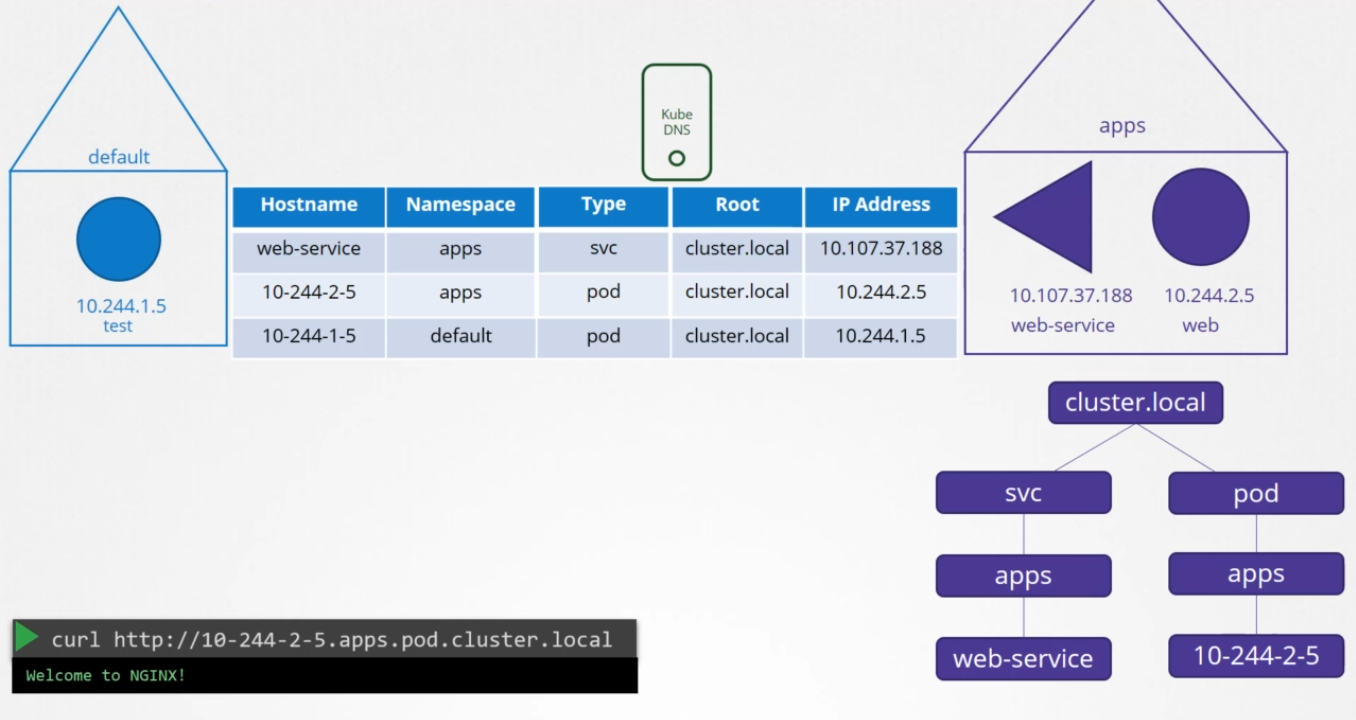 default
10.244.1.5
test
Kube
DNS
Hostname Namespace Type Root IP Address
web-service apps svc cluster.local 10.107.37.188
10-244-2-5 apps pod cluster.local 10.244.2.5
10-244-1-5 default pod cluster.local 10.244.1.5
apps
10.107.37.188 10.244.2.5
web-service web
cluster.local
svc pod
apps apps
web-service 10-244-2-5
curl http://10-244-2-5.apps.pod.cluster.local
Welcome to NGINX!